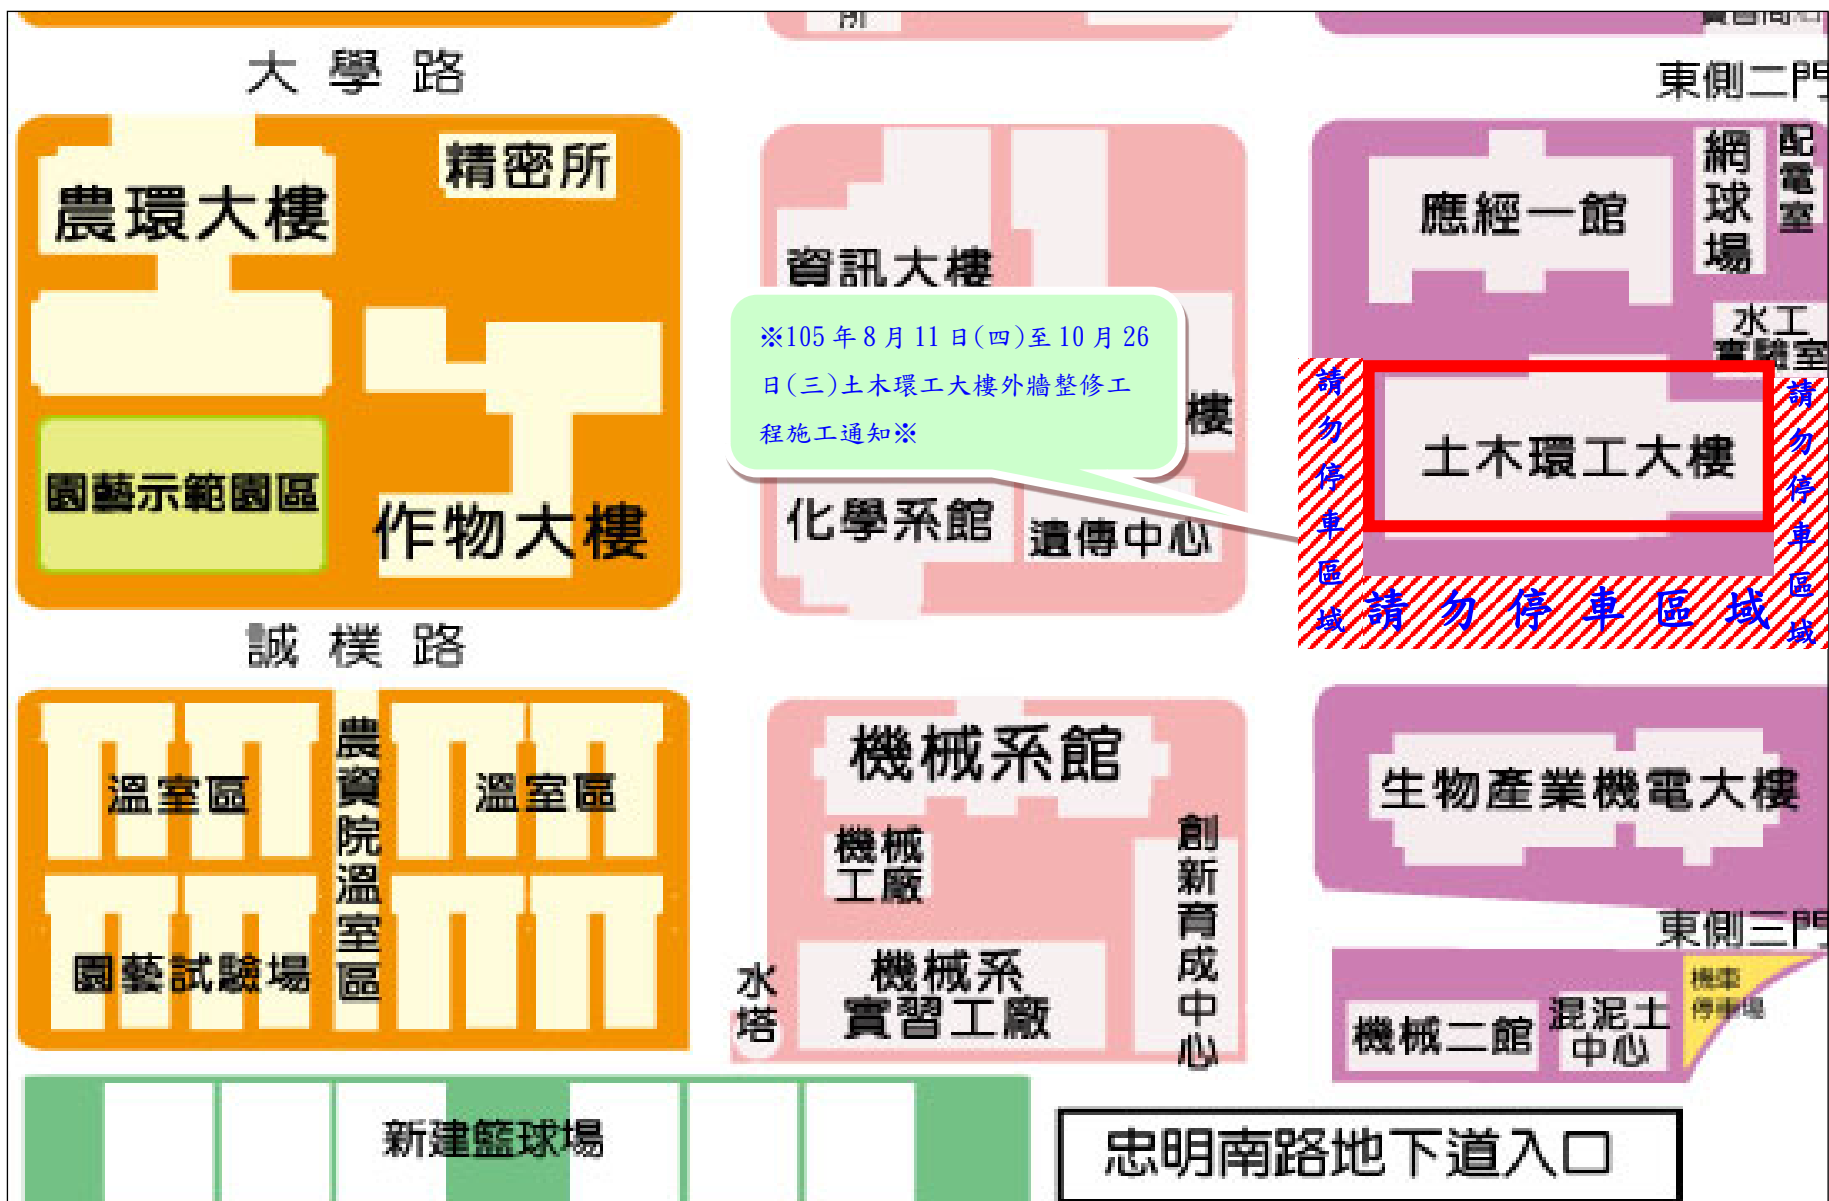 所
大學路
東側二門
精密所
農環大樓
資訊大樓
應經一館
網球場
配電室
水工
實驗室
※105年8月11日(四)至10月26
日(三)土木環工大樓外牆整修工
程施工通知※
樓
請勿停車區域
土木環工大樓
請勿停車區域
園藝示範園區
作物大樓
化學系館
遺傳中心
請勿停車區域
誠樸路
機械系館
溫室區
農資院溫室區
溫室區
生物產業機電大樓
機械
工廠
創新育成中心
東側三門
園藝試驗場
水塔
機械系
實習工廠
機車
停車場
機械二館
混泥土
中心
新建籃球場
忠明南路地下道入口